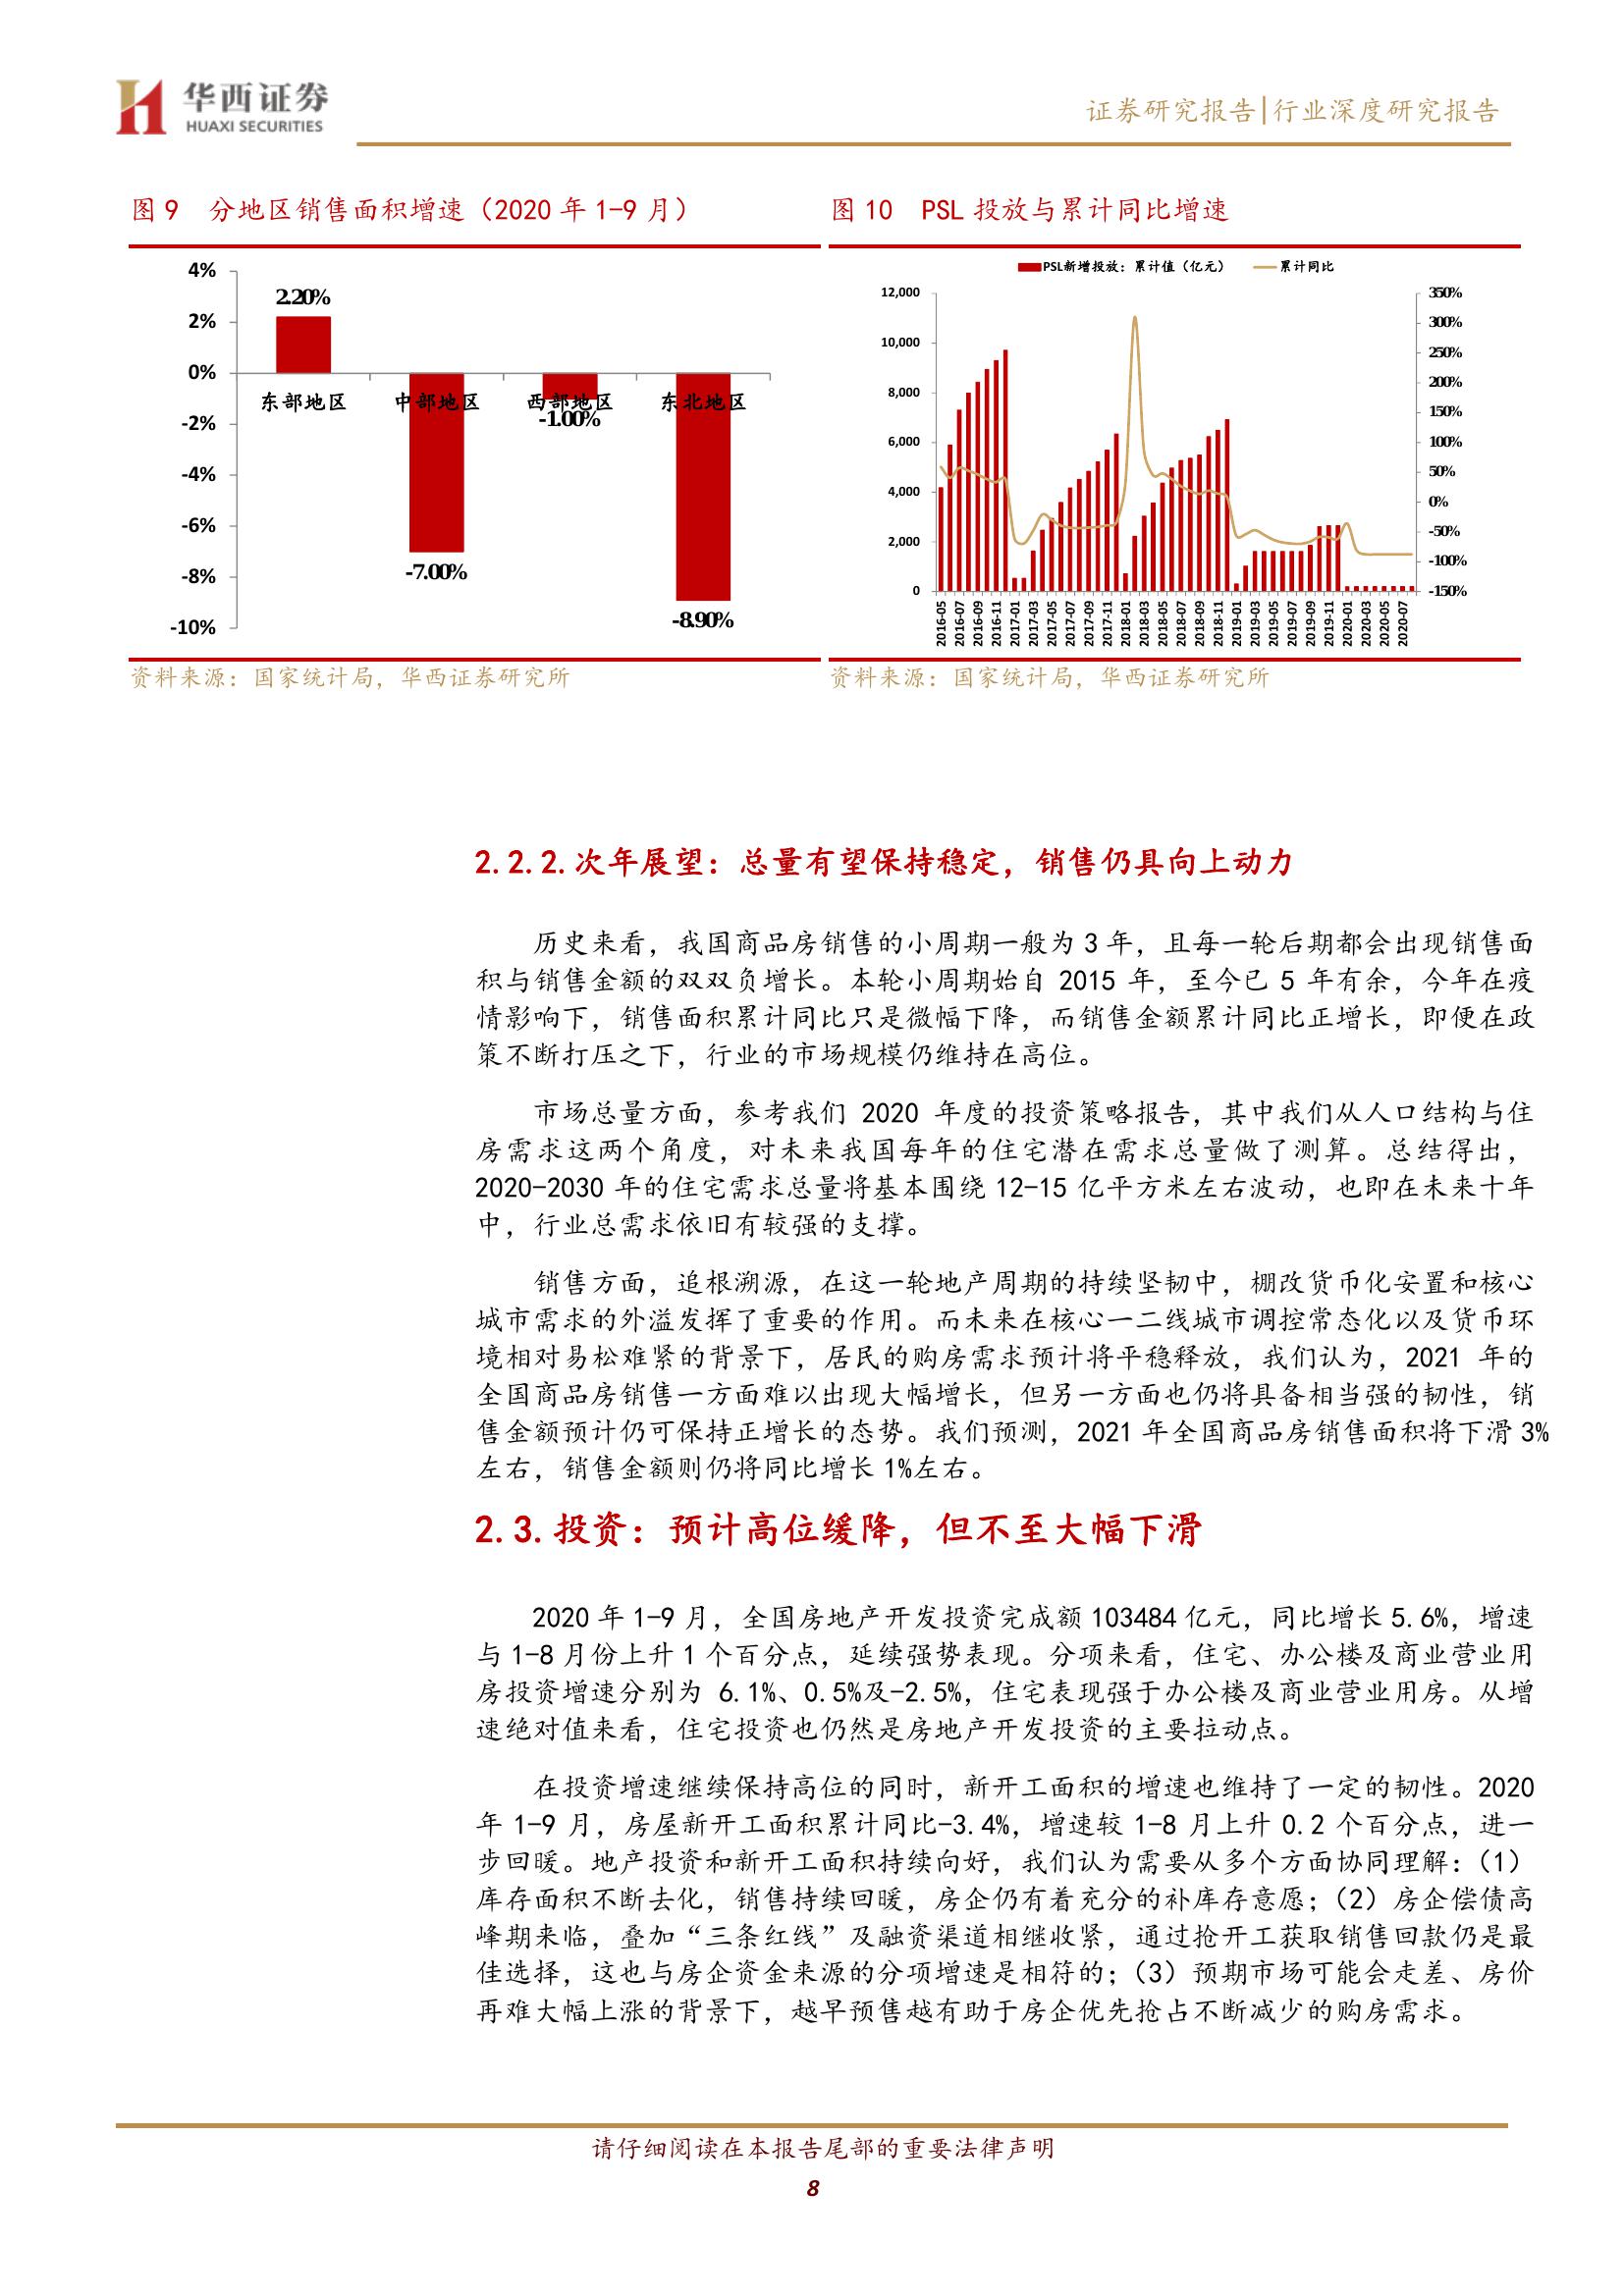 华西证券
HUAXI SECURITIES
证券研究报告|行业深度研究报告
图 9 分地区销售面积增速（2020 年 1-9 月）
4%
2%
0%
-2%
-4%
-6%
-8%
-10%
2.20%
-7.00%
-1.00%
-8.90%
东部地区
中部地区
西部地区
东北地区
资料来源：国家统计局，华西证券研究所
图 10 PSL 投放与累计同比增速
PSL新增投放：累计值（亿元）
累计同比
12,000
10,000
8,000
6,000
4,000
2,000
0
350%
300%
250%
200%
150%
100%
50%
0%
-50%
-100%
-150%
2016-05
2016-07
2016-09
2016-11
2017-01
2017-03
2017-05
2017-07
2017-09
2017-11
2018-01
2018-03
2018-05
2018-07
2018-09
2018-11
2019-01
2019-03
2019-05
2019-07
2019-09
2019-11
2020-01
2020-03
2020-05
2020-07
资料来源：国家统计局，华西证券研究所
2.2.2.次年展望：总量有望保持稳定，销售仍具向上动力
历史来看，我国商品房销售的小周期一般为 3 年，且每一轮后期都会出现销售面
积与销售金额的双双负增长。本轮小周期始自 2015 年，至今已 5 年有余，今年在疫
情影响下，销售面积累计同比只是微幅下降，而销售金额累计同比正增长，即便在政
策不断打压之下，行业的市场规模仍维持在高位。
市场总量方面，参考我们 2020 年度的投资策略报告，其中我们从人口结构与住
房需求这两个角度，对未来我国每年的住宅潜在需求总量做了测算。总结得出，
2020-2030 年的住宅需求总量将基本围绕 12-15 亿平方米左右波动，也即在未来十年
中，行业总需求依旧有较强的支撑。
销售方面，追根溯源，在这一轮地产周期的持续坚韧中，棚改货币化安置和核心
城市需求的外溢发挥了重要的作用。而未来在核心一二线城市调控常态化以及货币环
境相对易松难紧的背景下，居民的购房需求预计将平稳释放，我们认为，2021 年的
全国商品房销售一方面难以出现大幅增长，但另一方面也仍将具备相当强的韧性，销
售金额预计仍可保持正增长的态势。我们预测，2021 年全国商品房销售面积将下滑 3%
左右，销售金额则仍将同比增长 1%左右。
2.3.投资：预计高位缓降，但不至大幅下滑
2020 年 1-9 月，全国房地产开发投资完成额 103484 亿元，同比增长 5.6%，增速
与 1-8 月份上升 1 个百分点，延续强势表现。分项来看，住宅、办公楼及商业营业用
房投资增速分别为 6.1%、0.5%及-2.5%，住宅表现强于办公楼及商业营业用房。从增
速绝对值来看，住宅投资也仍然是房地产开发投资的主要拉动点。
在投资增速继续保持高位的同时，新开工面积的增速也维持了一定的韧性。2020
年 1-9 月，房屋新开工面积累计同比-3.4%，增速较 1-8 月上升 0.2 个百分点，进一
步回暖。地产投资和新开工面积持续向好，我们认为需要从多个方面协同理解：（1）
库存面积不断去化，销售持续回暖，房企仍有着充分的补库存意愿；（2）房企偿债高
峰期来临，叠加“三条红线”及融资渠道相继收紧，通过抢开工获取销售回款仍是最
佳选择，这也与房企资金来源的分项增速是相符的；（3）预期市场可能会走差、房价
再难大幅上涨的背景下，越早预售越有助于房企优先抢占不断减少的购房需求。
请仔细阅读在本报告尾部的重要法律声明
8